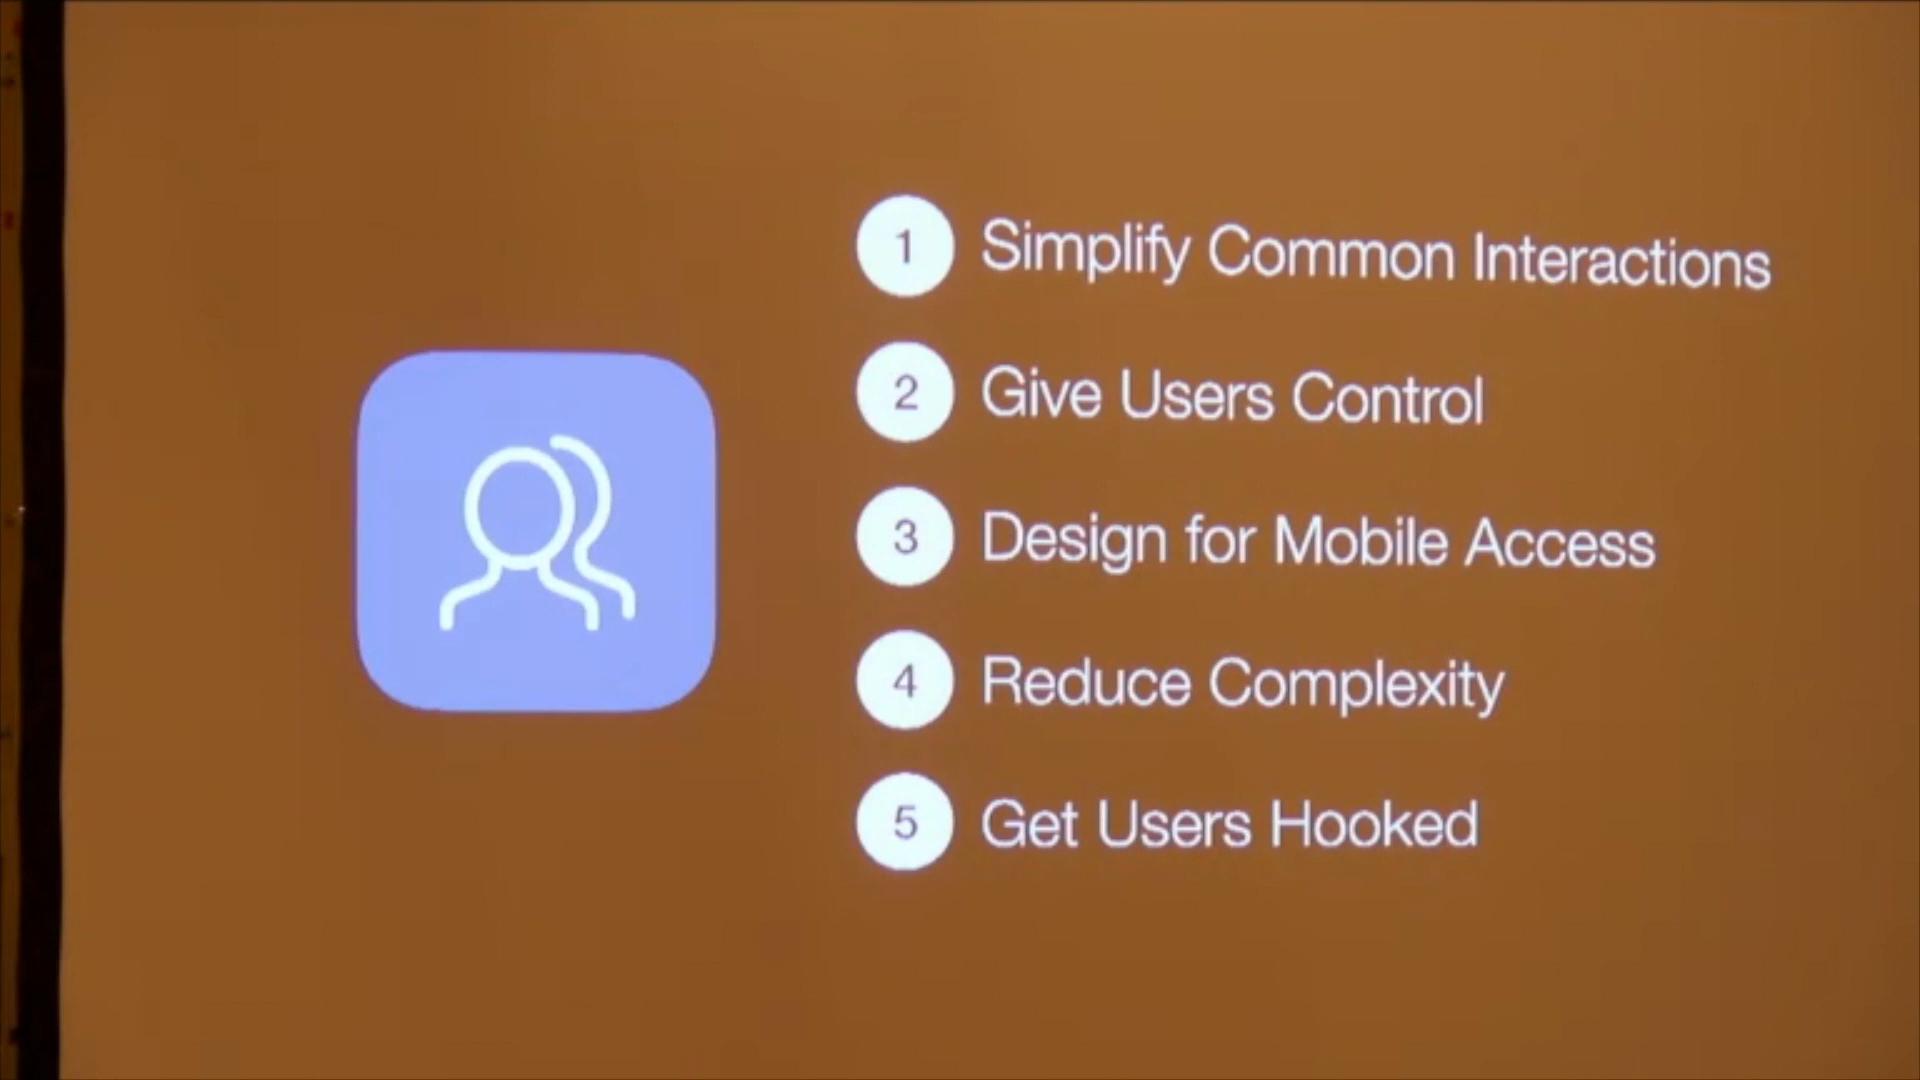 1 Simplify Common Interactions
2 Give Users Control
3 Design for Mobile Access
4 Reduce Complexity
5 Get Users Hooked